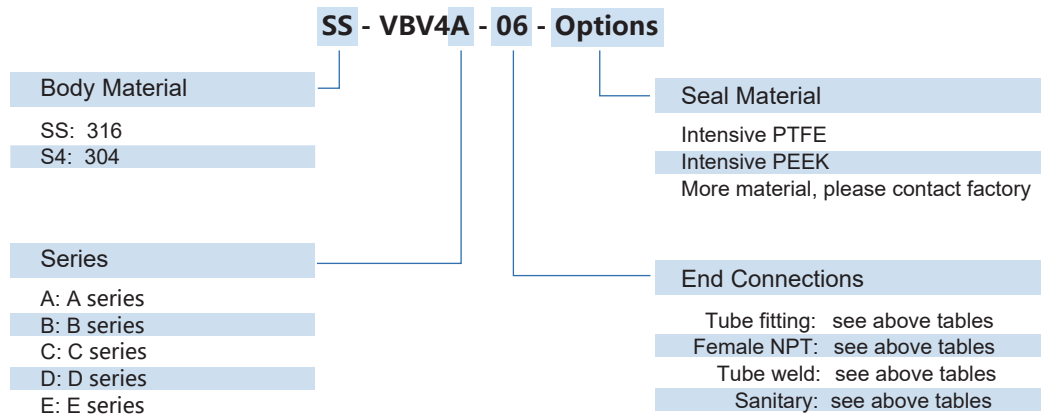 SS - VBV4A - 06 - Options
Body Material
SS: 316
S4: 304
Series
A: A series
B: B series
C: C series
D: D series
E: E series
Seal Material
Intensive PTFE
Intensive PEEK
More material, please contact factory
End Connections
Tube fitting: see above tables
Female NPT: see above tables
Tube weld: see above tables
Sanitary: see above tables